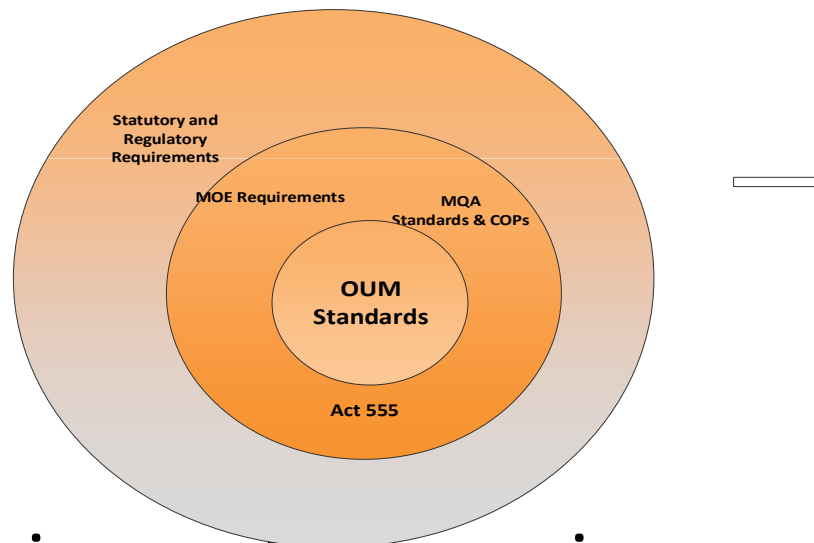 Statutory and
Regulatory
Requirements
MOE Requirements
MQA
Standards & COPs
OUM
Standards
Act 555